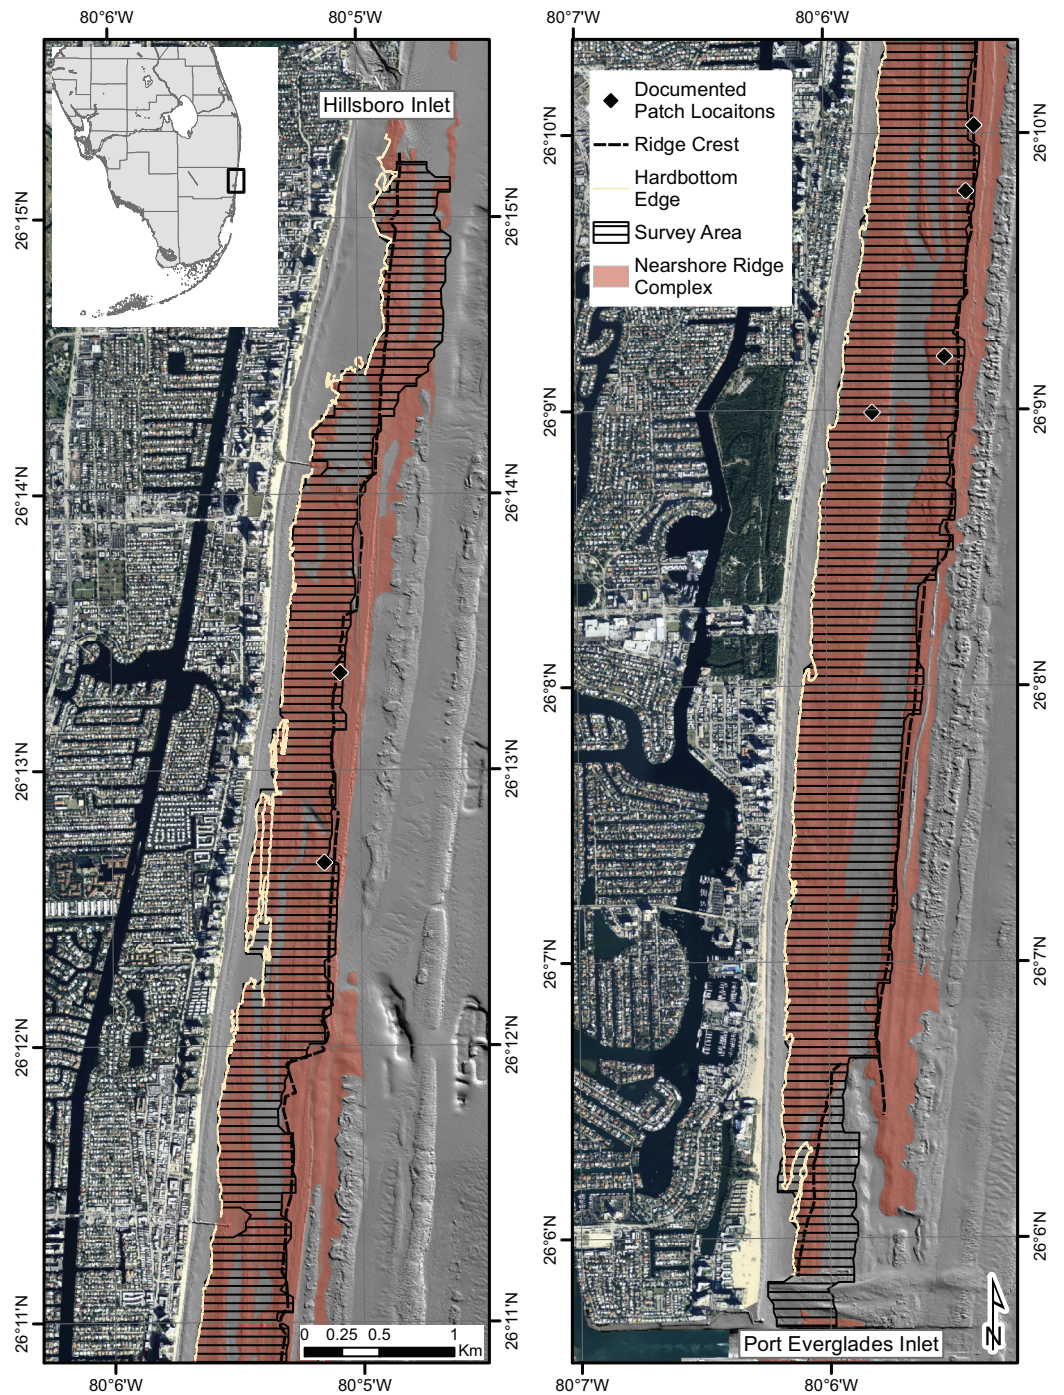 80°6'W
80°5'W
80°7'W
80°6'W
Hillsboro Inlet
26°15'N
26°14'N
26°13'N
26°12'N
26°11'N
26°15'N
26°14'N
26°13'N
26°12'N
26°11'N
0 0.25 0.5 1
Km
80°6'W
80°5'W
Documented
Patch Locaitons
Ridge Crest
Hardbottom
Edge
Survey Area
Nearshore Ridge
Complex
26°10'N
26°9'N
26°8'N
26°7'N
26°6'N
26°10'N
26°9'N
26°8'N
26°7'N
26°6'N
N
Port Everglades Inlet
80°7'W
80°6'W